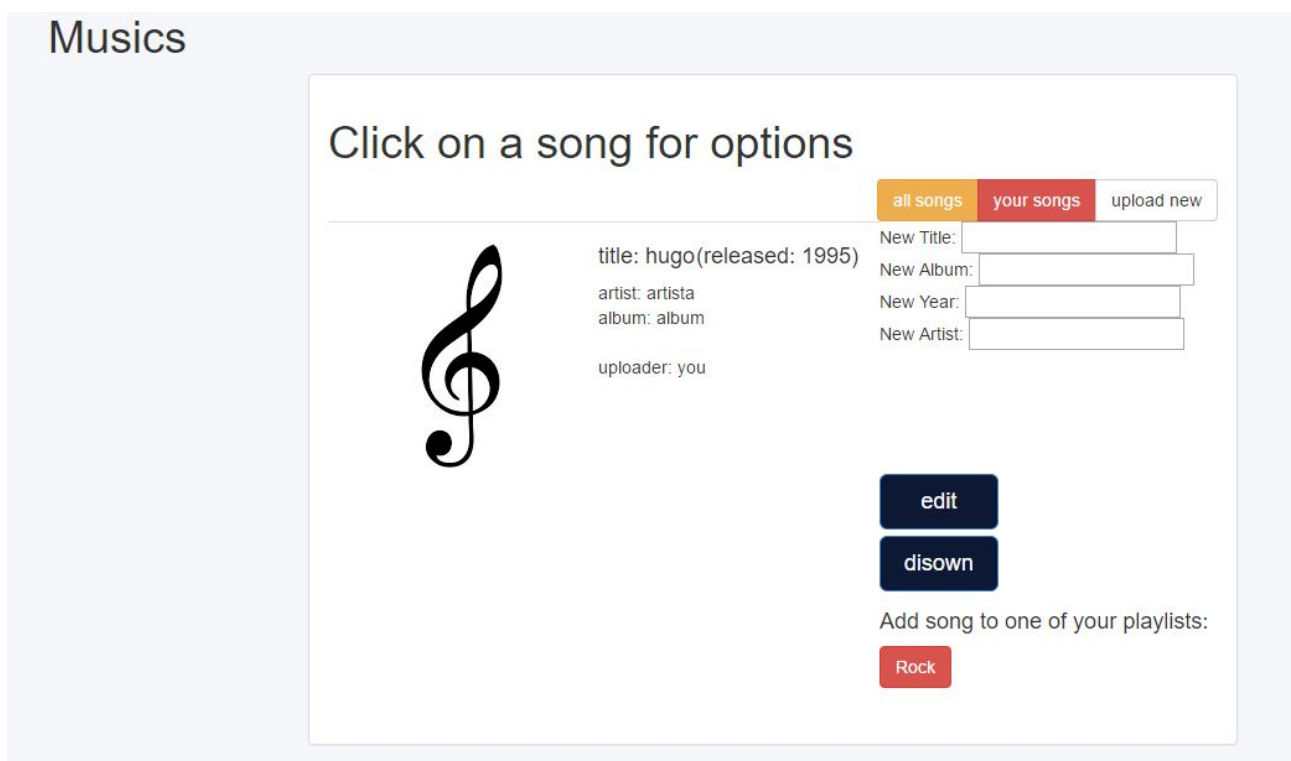 Musics
Click on a song for options
all songs your songs upload new
title: hugo(released: 1995)
artist: artista
album: album
uploader: you
New Title:
New Album:
New Year:
New Artist:
edit
disown
Add song to one of your playlists:
Rock